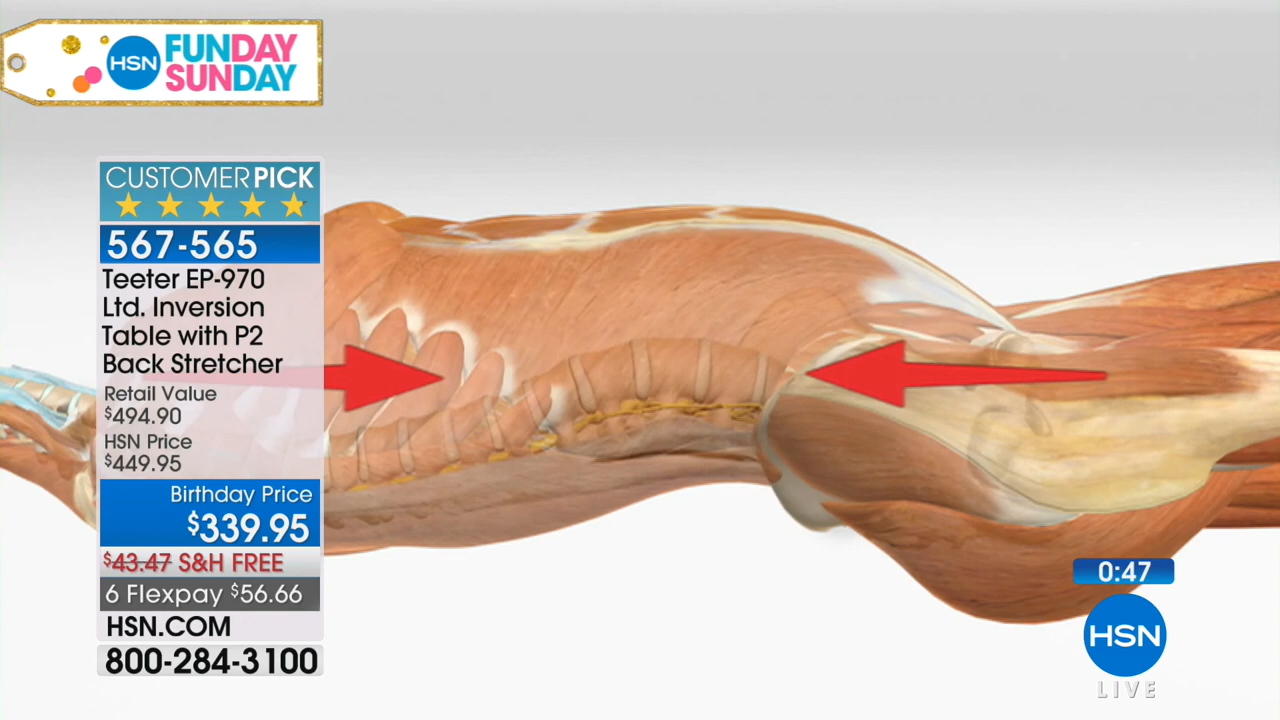 HSN
FUNDAY
SUNDAY
CUSTOMER PICK
567-565
Teeter EP-970
Ltd. Inversion
Table with P2
Back Stretcher
Retail Value
$494.90
HSN Price
$449.95
Birthday Price
$339.95
$43.47 S&H FREE
6 Flexpay $56.66
HSN.COM
800-284-3100
0:47
HSN
LIVE